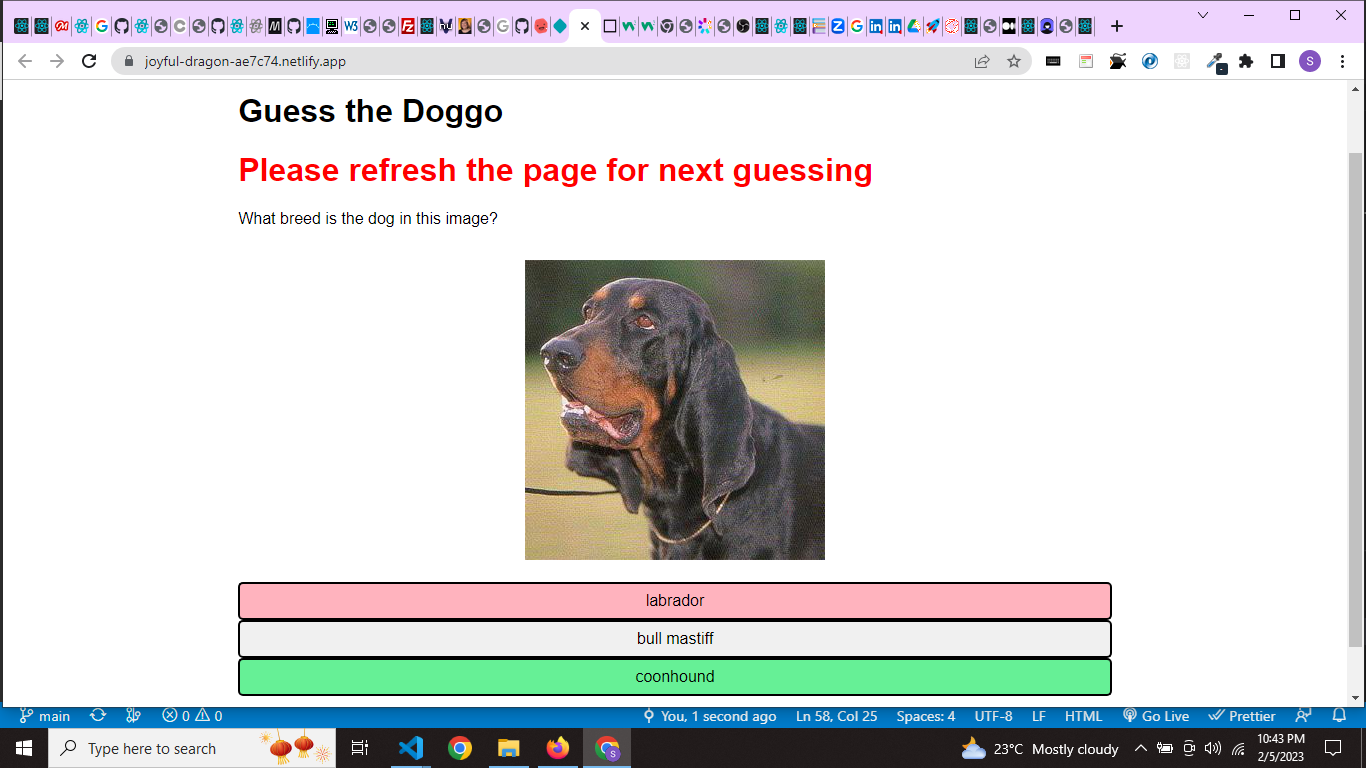 joyful-dragon-ae7c74.netlify.app
S
Guess the Doggo
Please refresh the page for next guessing
What breed is the dog in this image?
labrador
bull mastiff
coonhound
main
0
0
You, 1 second ago
Ln 58, Col 25
Spaces: 4
UTF-8
LF
HTML
Go Live
Prettier
Type here to search
23°C Mostly cloudy
10:43 PM
2/5/2023